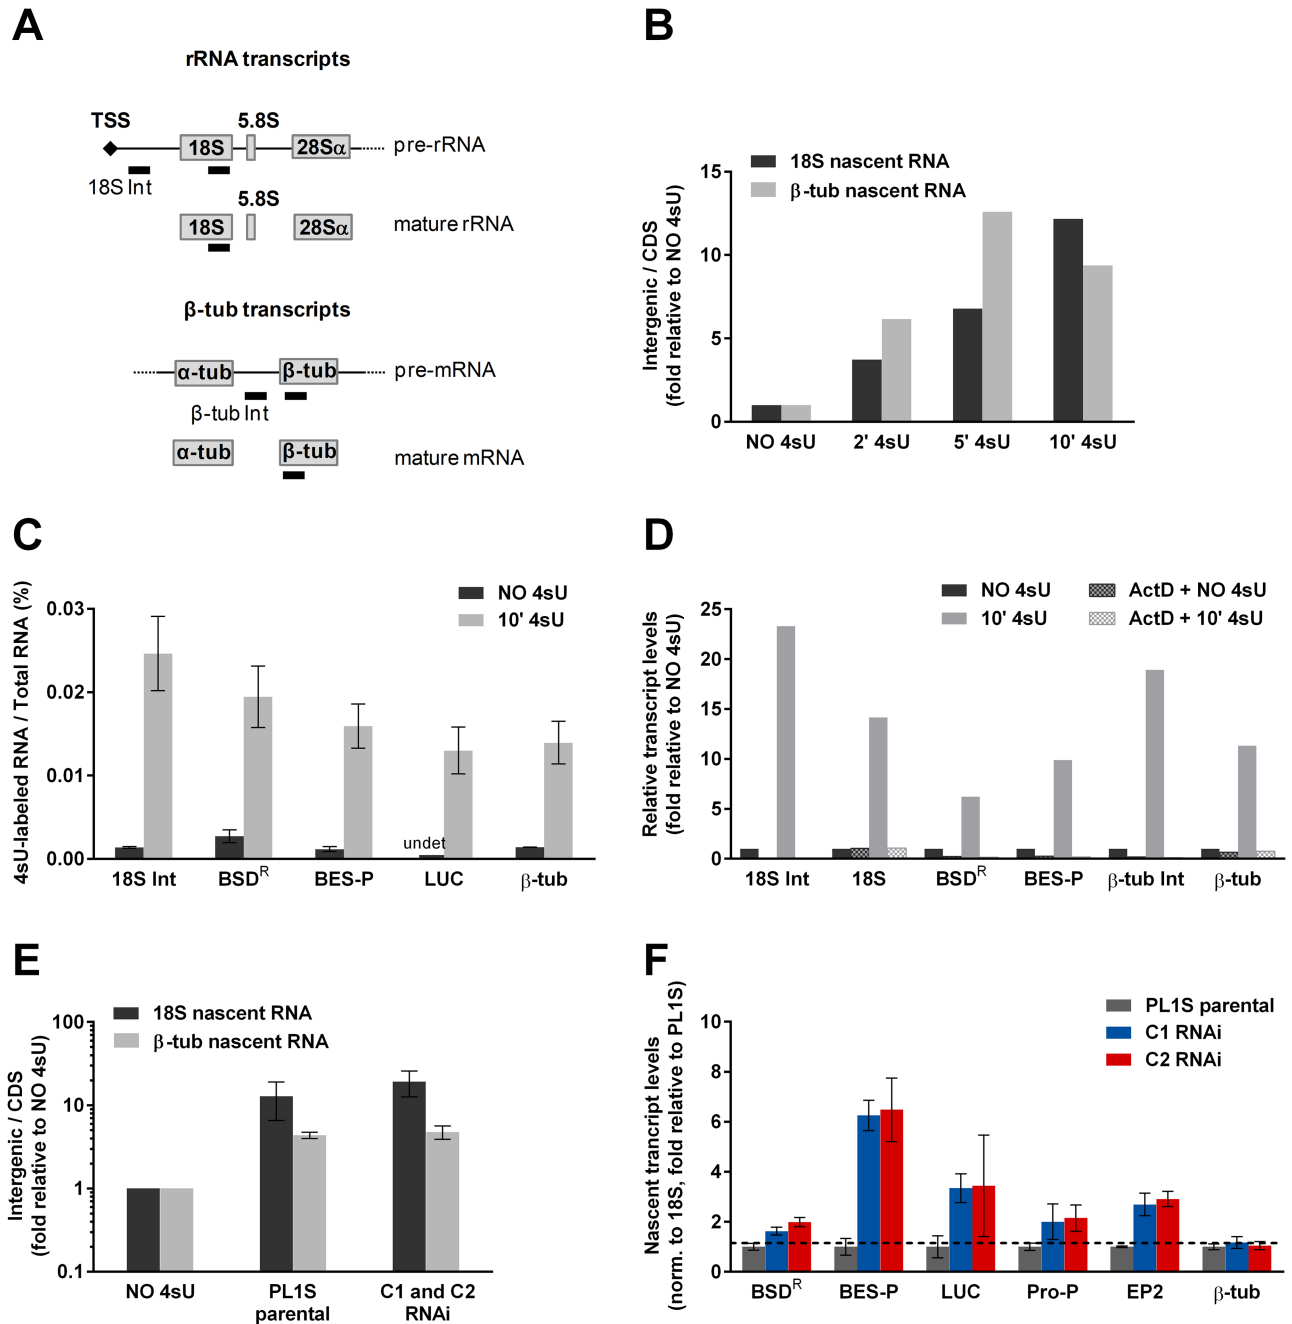 A
rRNA transcripts
TSS
5.8S
18S
28Sα
pre-rRNA
18S Int
5.8S
18S
28Sα
mature rRNA
β-tub transcripts
α-tub
β-tub
pre-mRNA
β-tub Int
α-tub
β-tub
mature mRNA
B
18S nascent RNA
β-tub nascent RNA
Intergenic / CDS
(fold relative to NO 4sU)
15
10
5
0
NO 4sU
2' 4sU
5' 4sU
10' 4sU
C
NO 4sU
10' 4sU
4sU-labeled RNA / Total RNA (%)
0.03
0.02
0.01
0.00
undet
18S Int
BSDR
BES-P
LUC
β-tub
D
NO 4sU
10' 4sU
ActD + NO 4sU
ActD + 10' 4sU
Relative transcript levels
(fold relative to NO 4sU)
25
20
15
10
5
0
18S Int
18S
BSDR
BES-P
β-tub Int
β-tub
E
18S nascent RNA
β-tub nascent RNA
Intergenic / CDS
(fold relative to NO 4sU)
100
10
1
0.1
NO 4sU
PL1S
parental
C1 and C2
RNAi
F
PL1S parental
C1 RNAi
C2 RNAi
Nascent trancript levels
(norm. to 18S, fold relative to PL1S)
10
8
6
4
2
0
BSDR
BES-P
LUC
Pro-P
EP2
β-tub